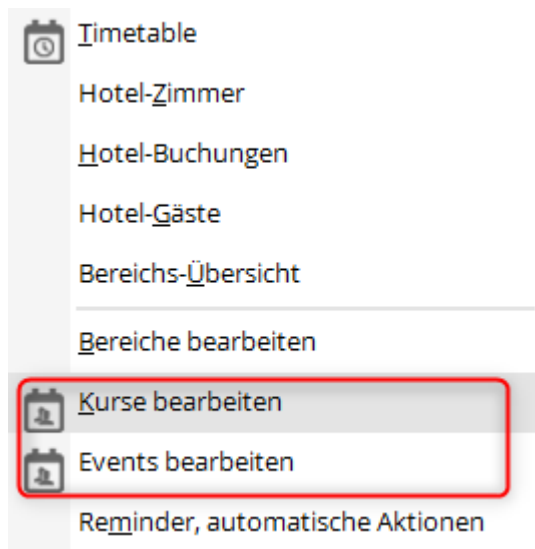 Timetable
Hotel-Zimmer
Hotel-Buchungen
Hotel-Gäste
Bereichs-Übersicht
Bereiche bearbeiten
Kurse bearbeiten
Events bearbeiten
Reminder, automatische Aktionen